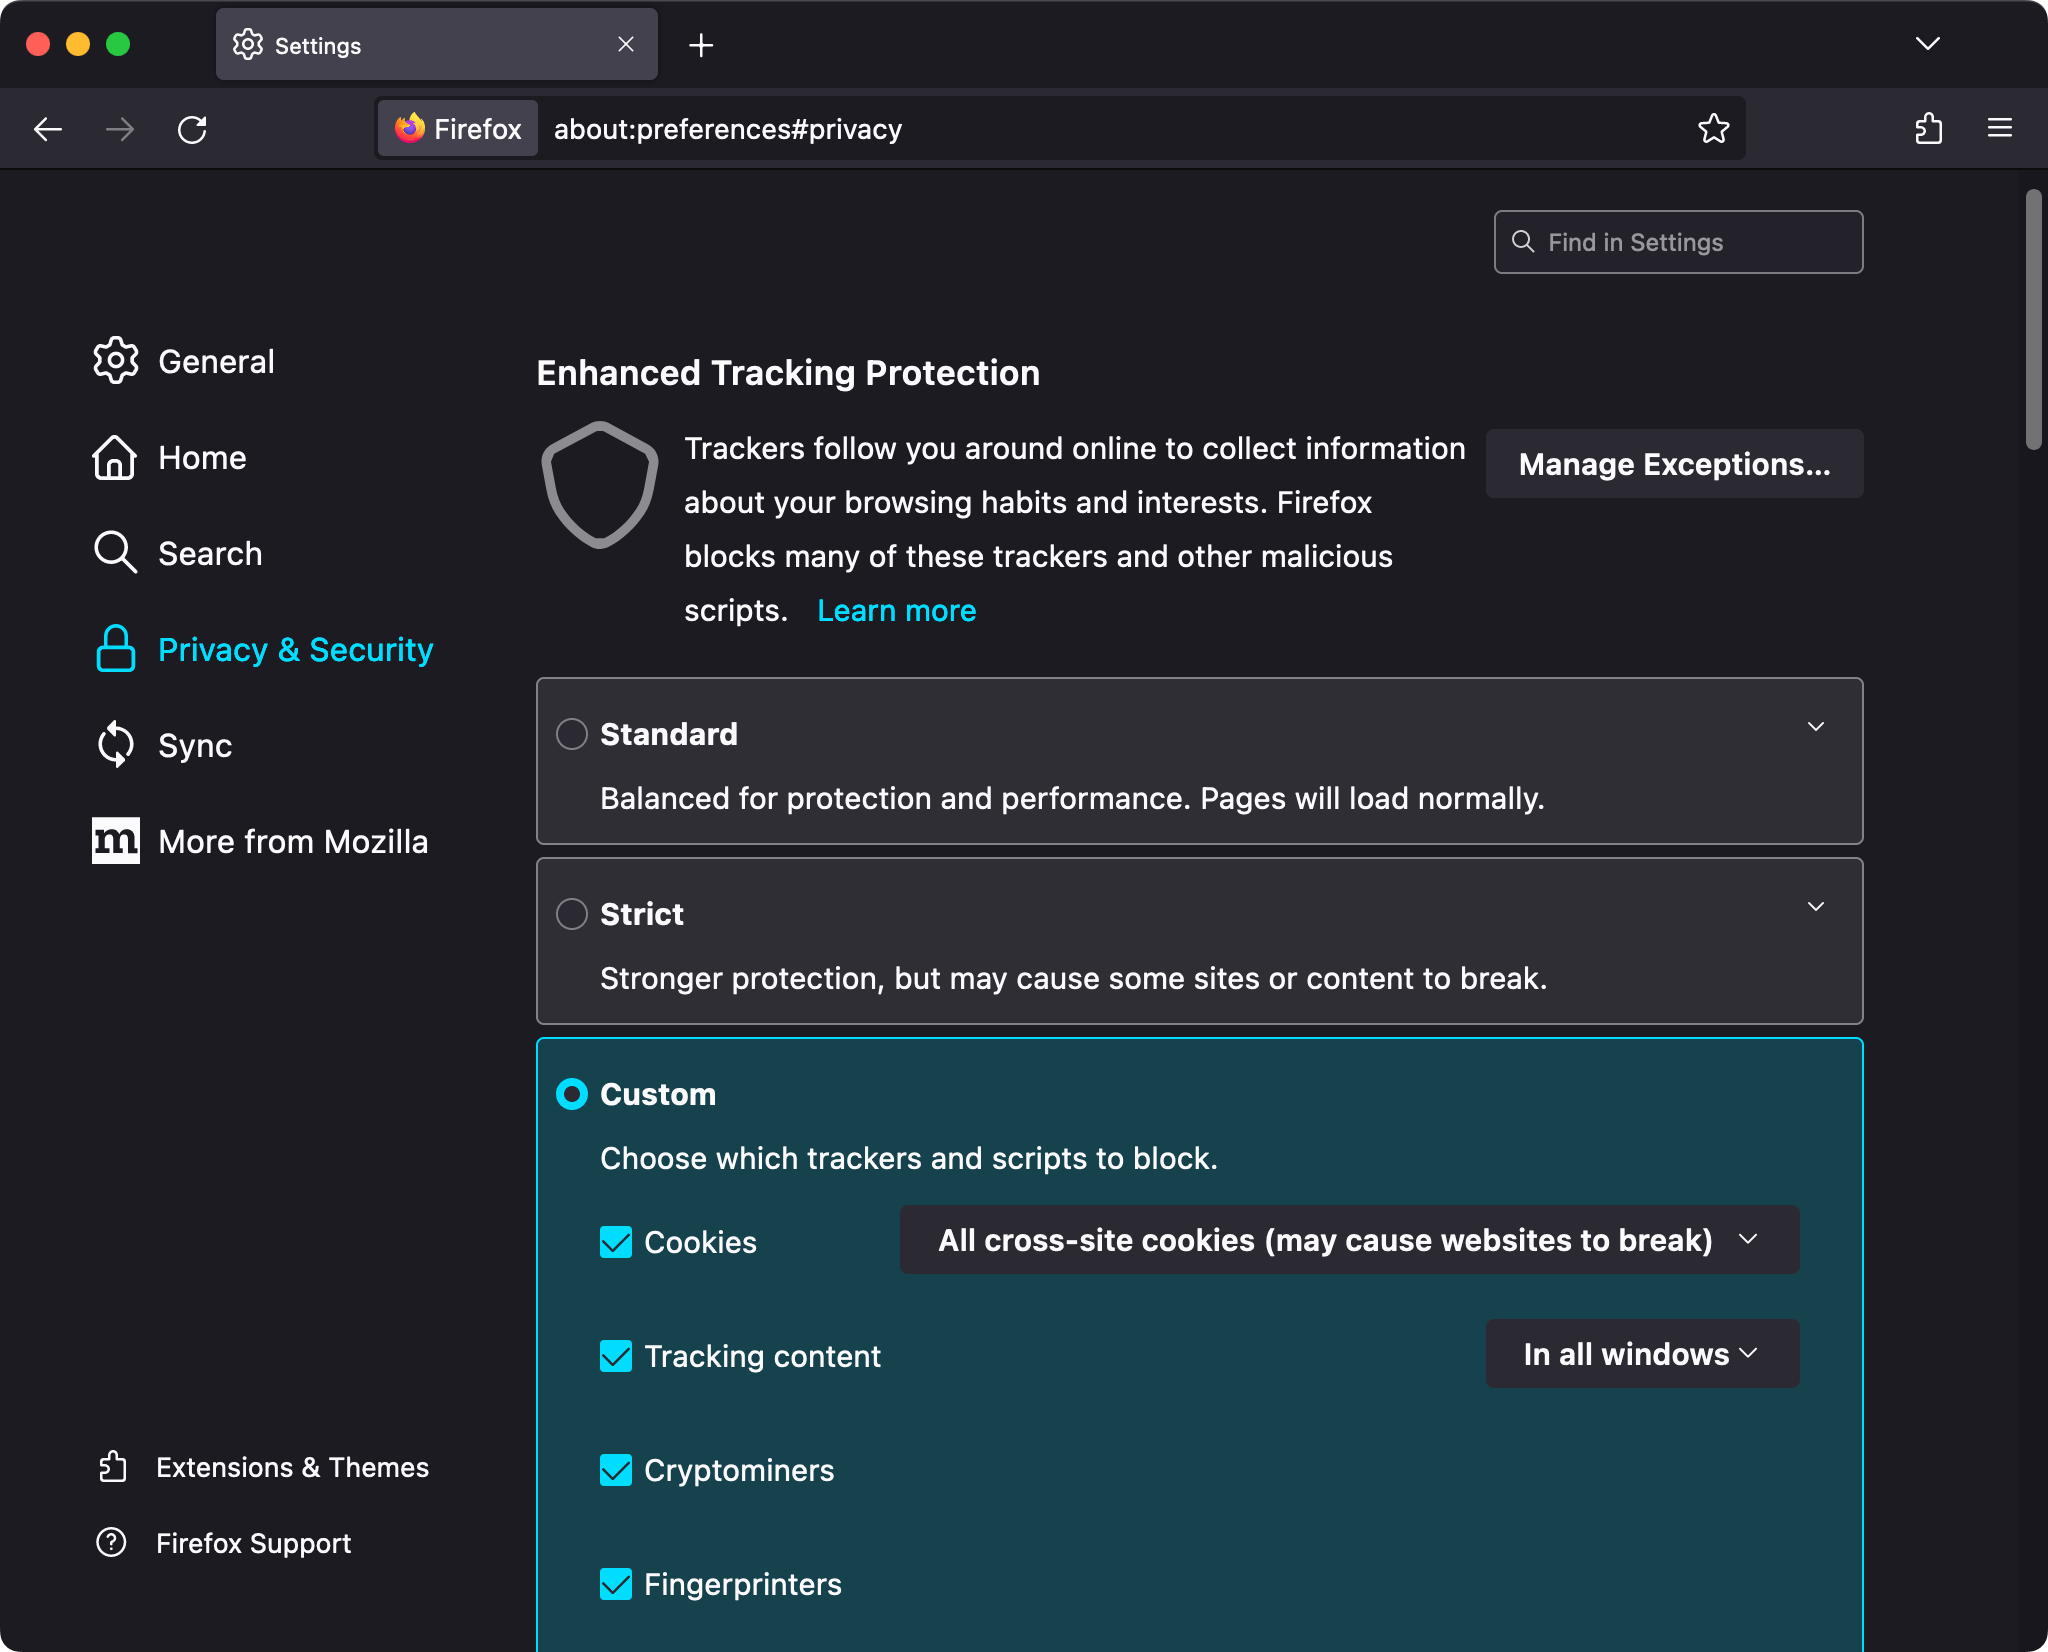 Settings
Firefox
about:preferences#privacy
Find in Settings
General
Home
Search
Privacy & Security
Sync
m
More from Mozilla
Extensions & Themes
Firefox Support
Enhanced Tracking Protection
Trackers follow you around online to collect information
about your browsing habits and interests. Firefox
blocks many of these trackers and other malicious
scripts. Learn more
Manage Exceptions...
Standard
Balanced for protection and performance. Pages will load normally.
Strict
Stronger protection, but may cause some sites or content to break.
Custom
Choose which trackers and scripts to block.
Cookies
All cross-site cookies (may cause websites to break)
Tracking content
In all windows
Cryptominers
Fingerprinters